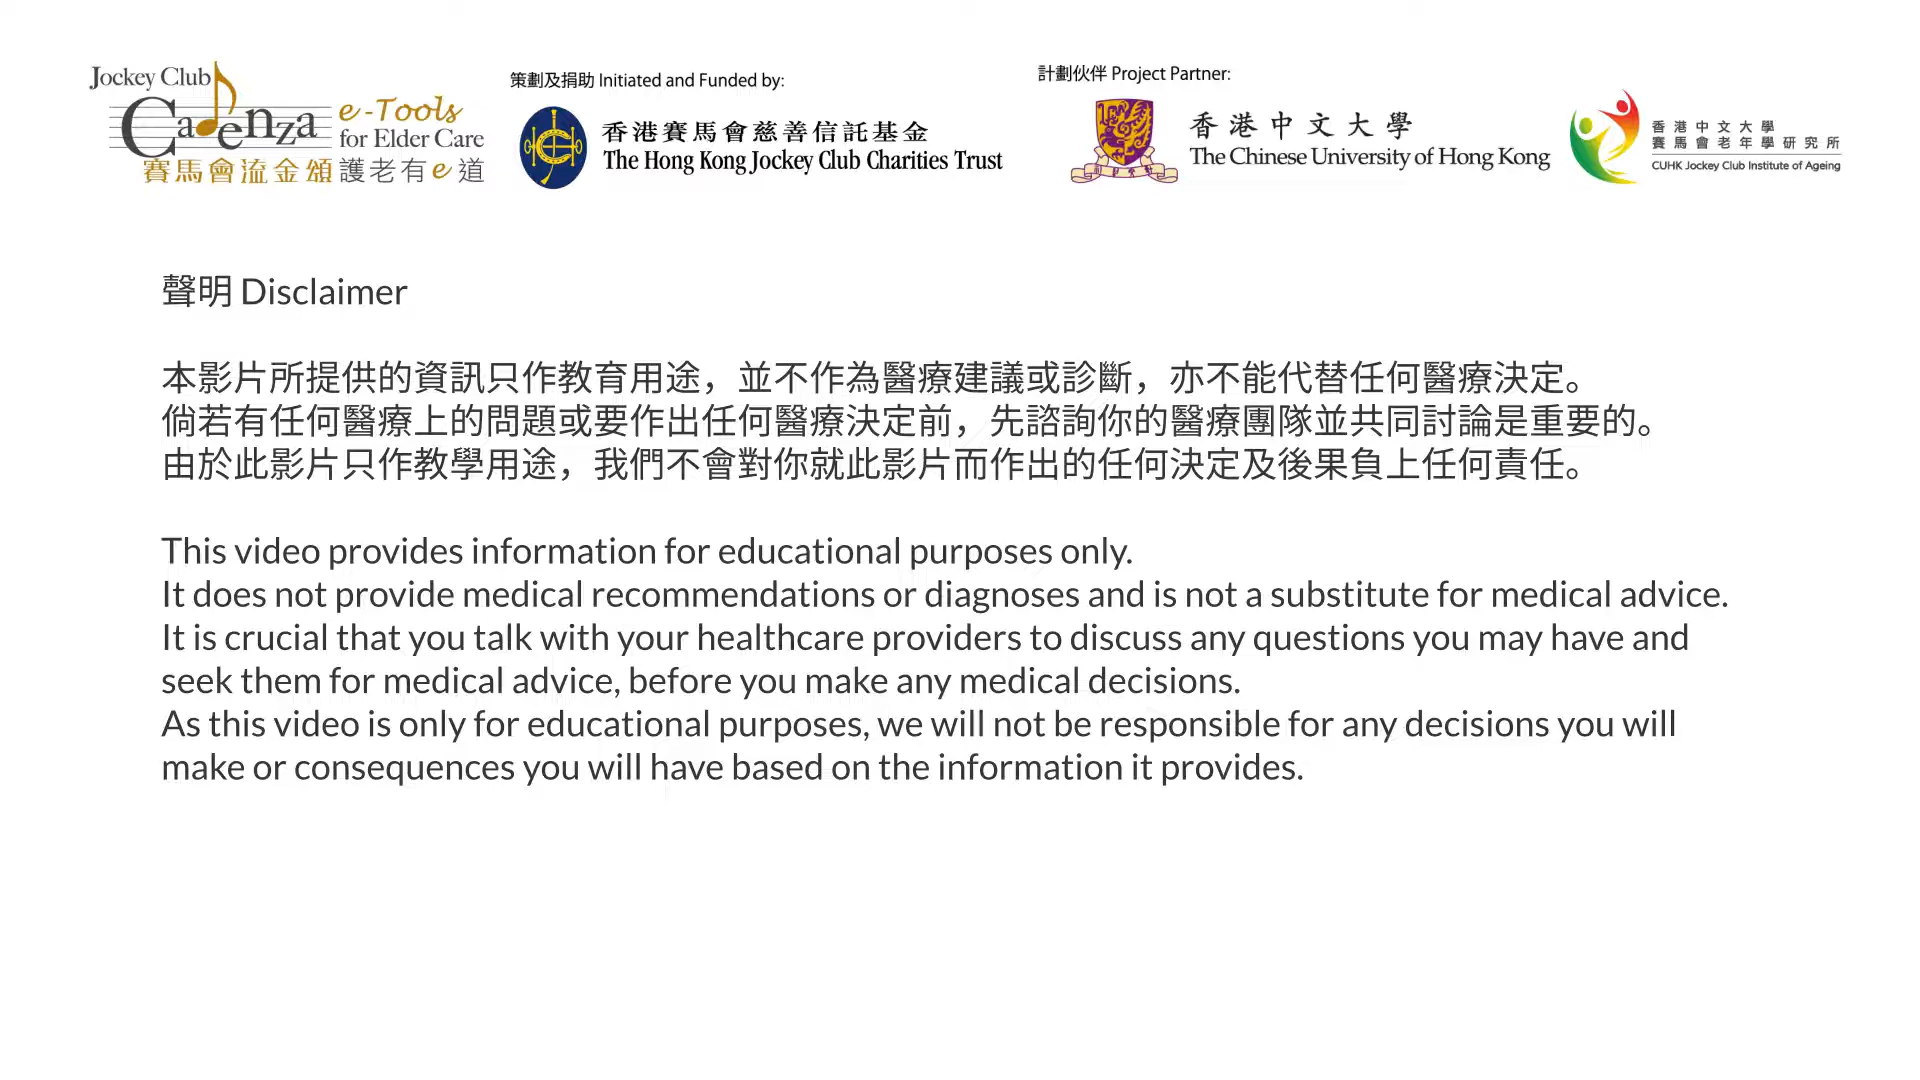 Jockey Club
Cadenza
e-Tools
for Elder Care
賽馬會流金頌護老有e道
策劃及捐助 Initiated and Funded by:
香港賽馬會慈善信託基金
The Hong Kong Jockey Club Charities Trust
計劃伙伴 Project Partner:
香港中文大學
The Chinese University of Hong Kong
香港中文大學
賽馬會老年學研究所
CUHK Jockey Club Institute of Ageing
聲明 Disclaimer
本影片所提供的資訊只作教育用途，並不作為醫療建議或診斷，亦不能代替任何醫療決定。
倘若有任何醫療上的問題或要作出任何醫療決定前，先諮詢你的醫療團隊並共同討論是重要的。
由於此影片只作教學用途，我們不會對你就此影片而作出的任何決定及後果負上任何責任。
This video provides information for educational purposes only.
It does not provide medical recommendations or diagnoses and is not a substitute for medical advice.
It is crucial that you talk with your healthcare providers to discuss any questions you may have and
seek them for medical advice, before you make any medical decisions.
As this video is only for educational purposes, we will not be responsible for any decisions you will
make or consequences you will have based on the information it provides.